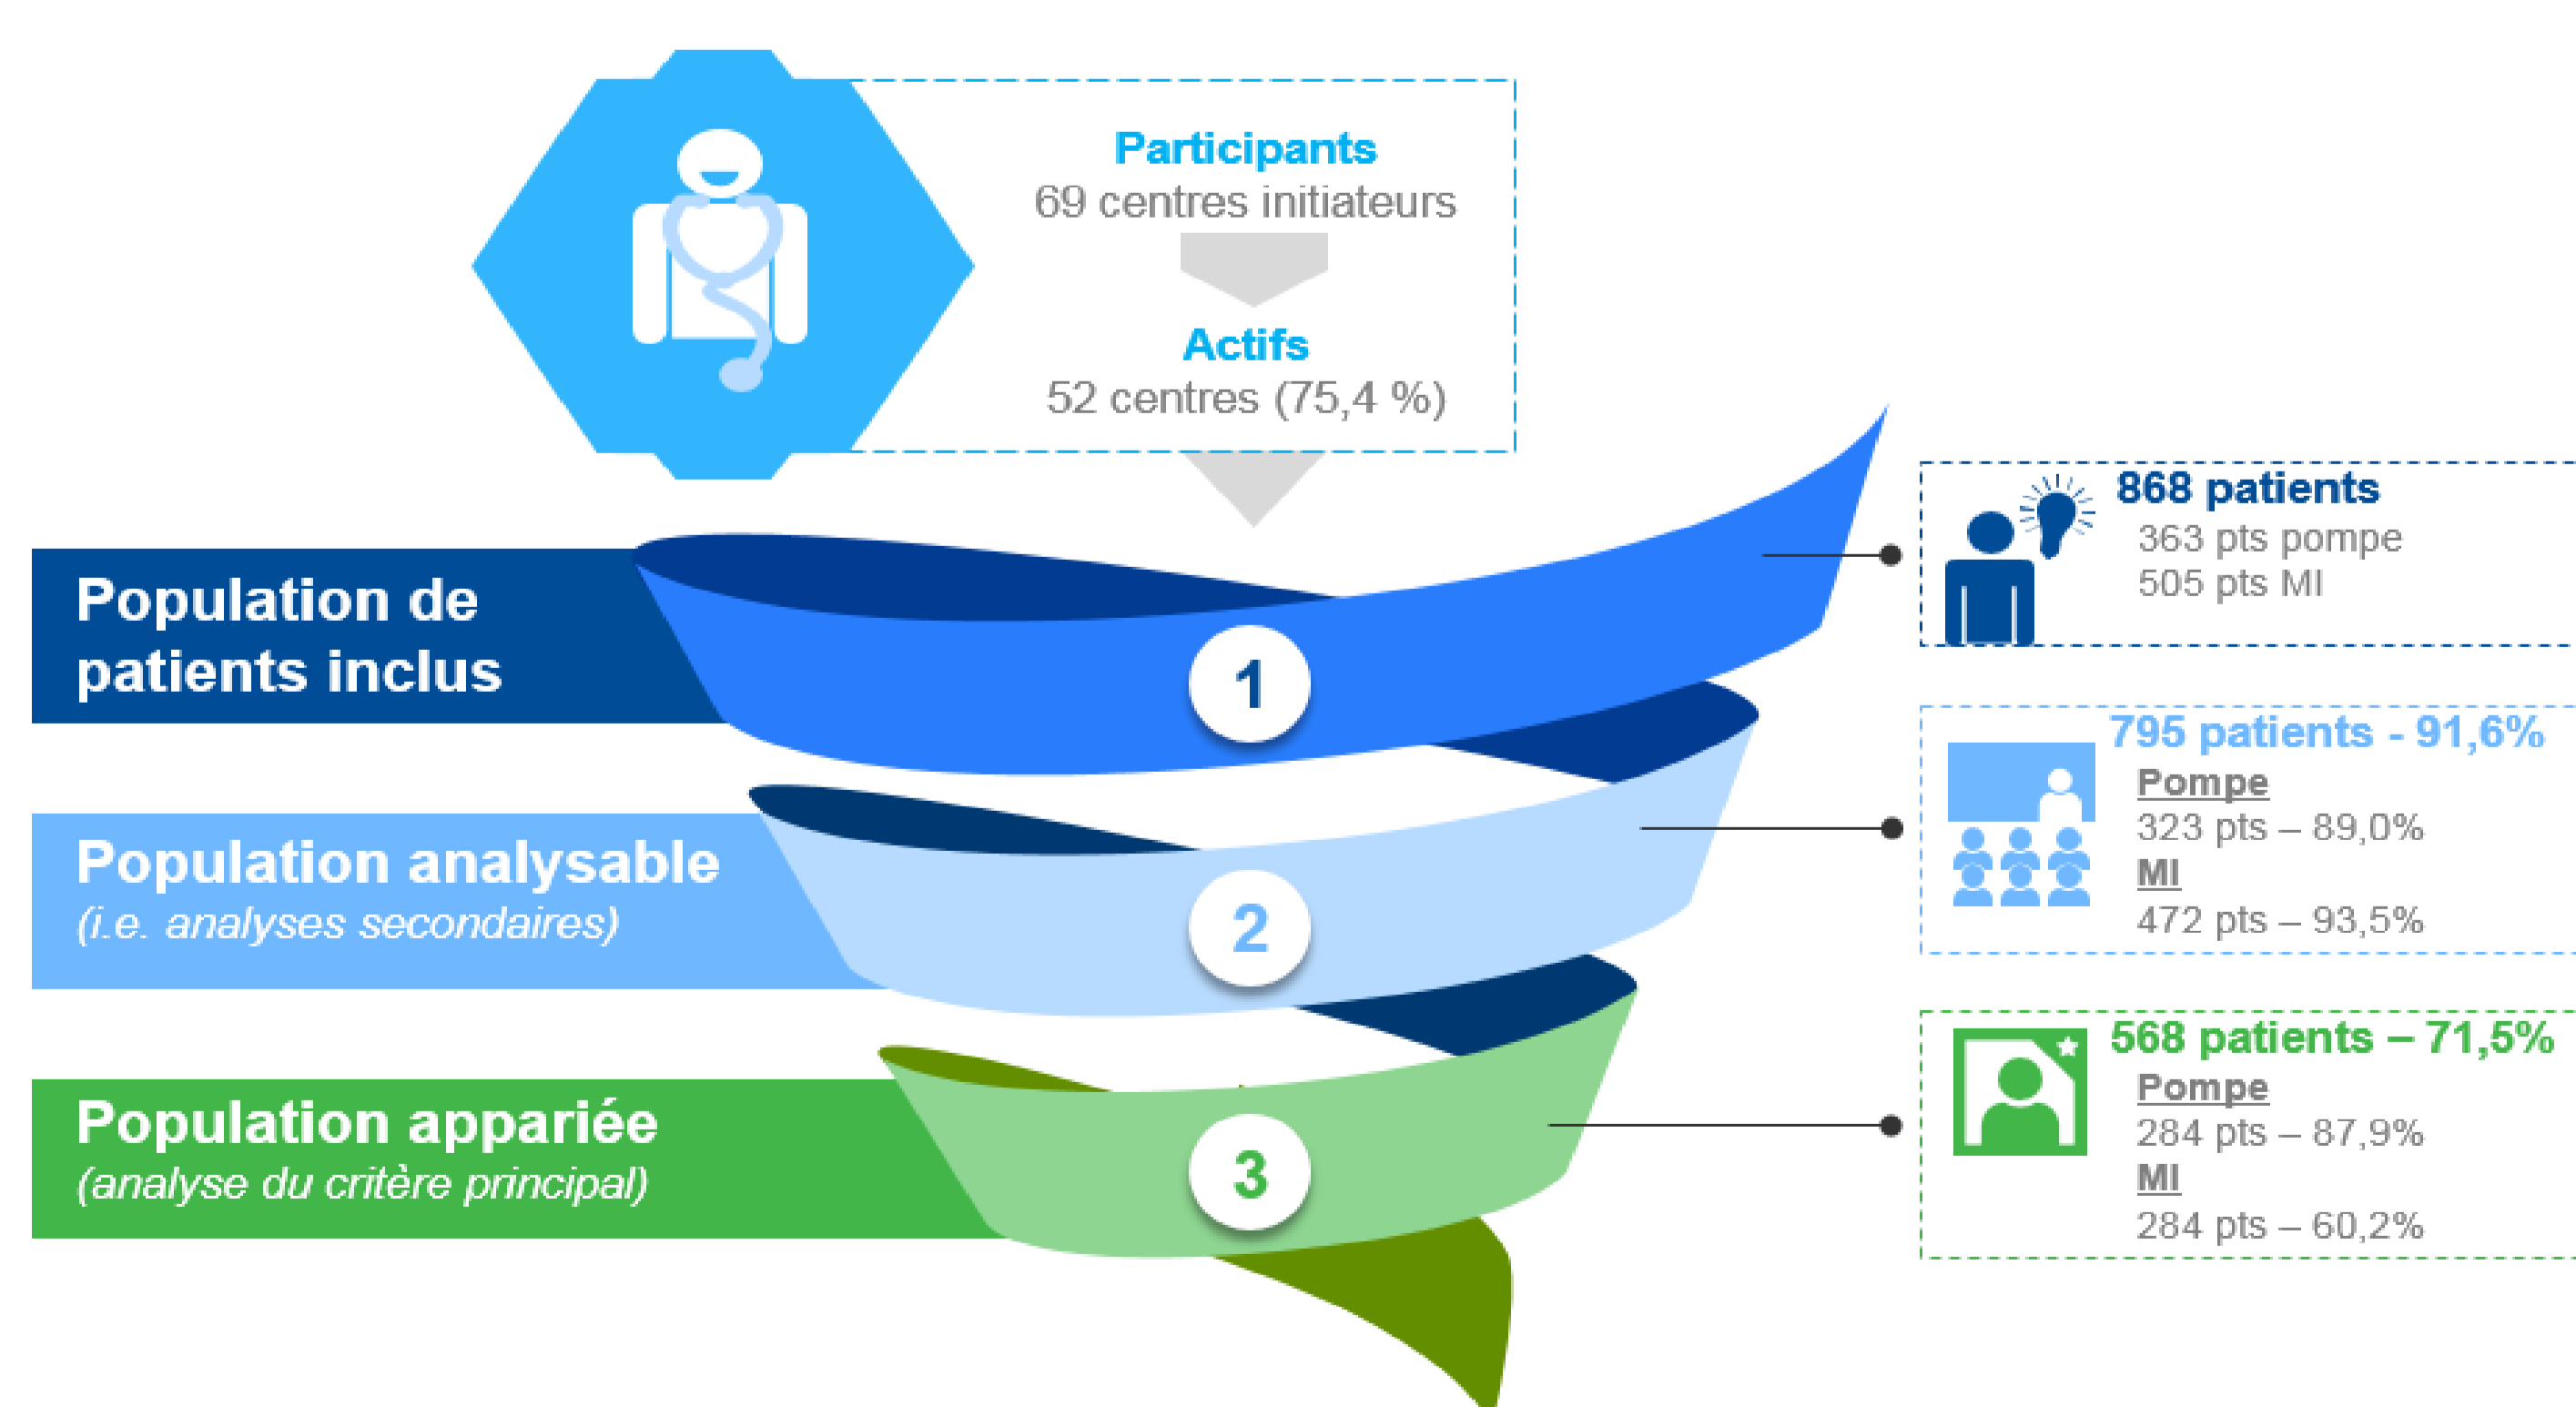 Participants
69 centres initiateurs
Actifs
52 centres (75,4 %)
Population de
patients inclus
1
868 patients
363 pts pompe
505 pts MI
Population analysable
(i.e. analyses secondaires)
2
795 patients - 91,6%
Pompe
323 pts – 89,0%
MI
472 pts – 93,5%
Population appariée
(analyse du critère principal)
3
568 patients – 71,5%
Pompe
284 pts – 87,9%
MI
284 pts – 60,2%